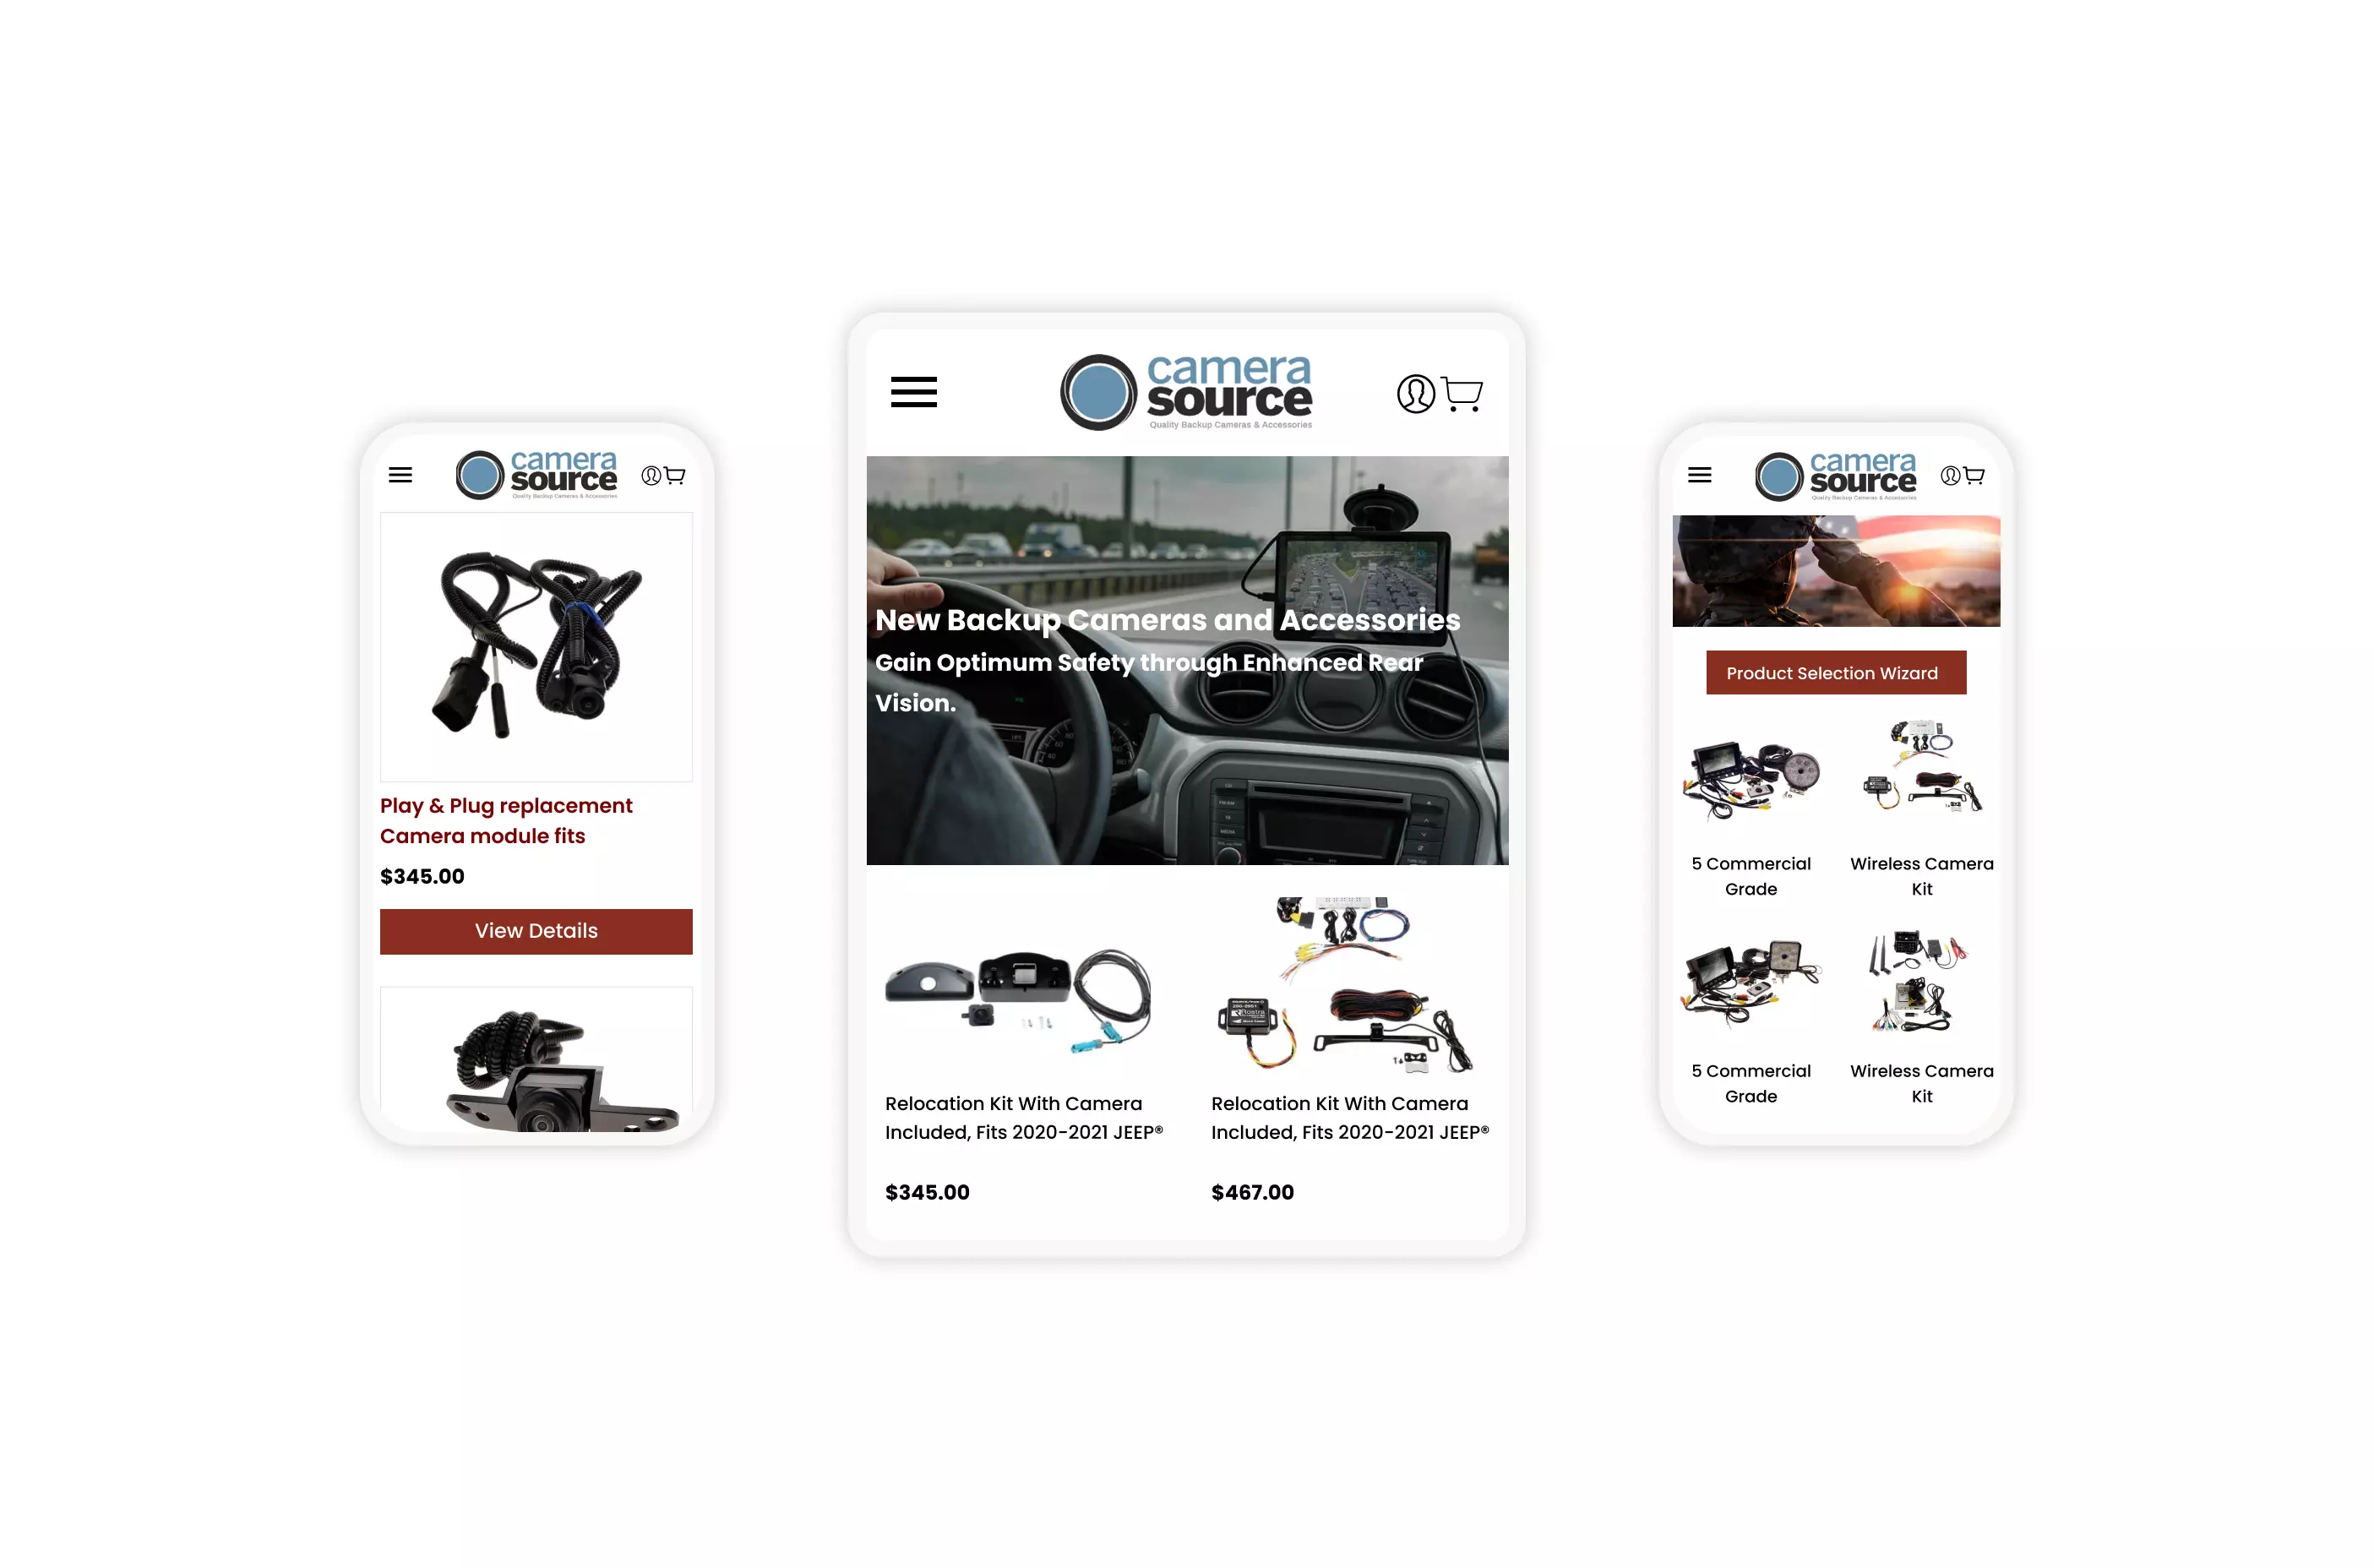 camera
source
Quality Backup Cameras & Accessories
Play & Plug replacement
Camera module fits
$345.00
View Details
camera
source
Quality Backup Cameras & Accessories
New Backup Cameras and Accessories
Gain Optimum Safety through Enhanced Rear
Vision.
Relocation Kit With Camera
Included, Fits 2020-2021 JEEP®
$345.00
Rostra
Relocation Kit With Camera
Included, Fits 2020-2021 JEEP®
$467.00
camera
source
Quality Backup Cameras & Accessories
Product Selection Wizard
5 Commercial
Grade
Wireless Camera
Kit
5 Commercial
Grade
Wireless Camera
Kit